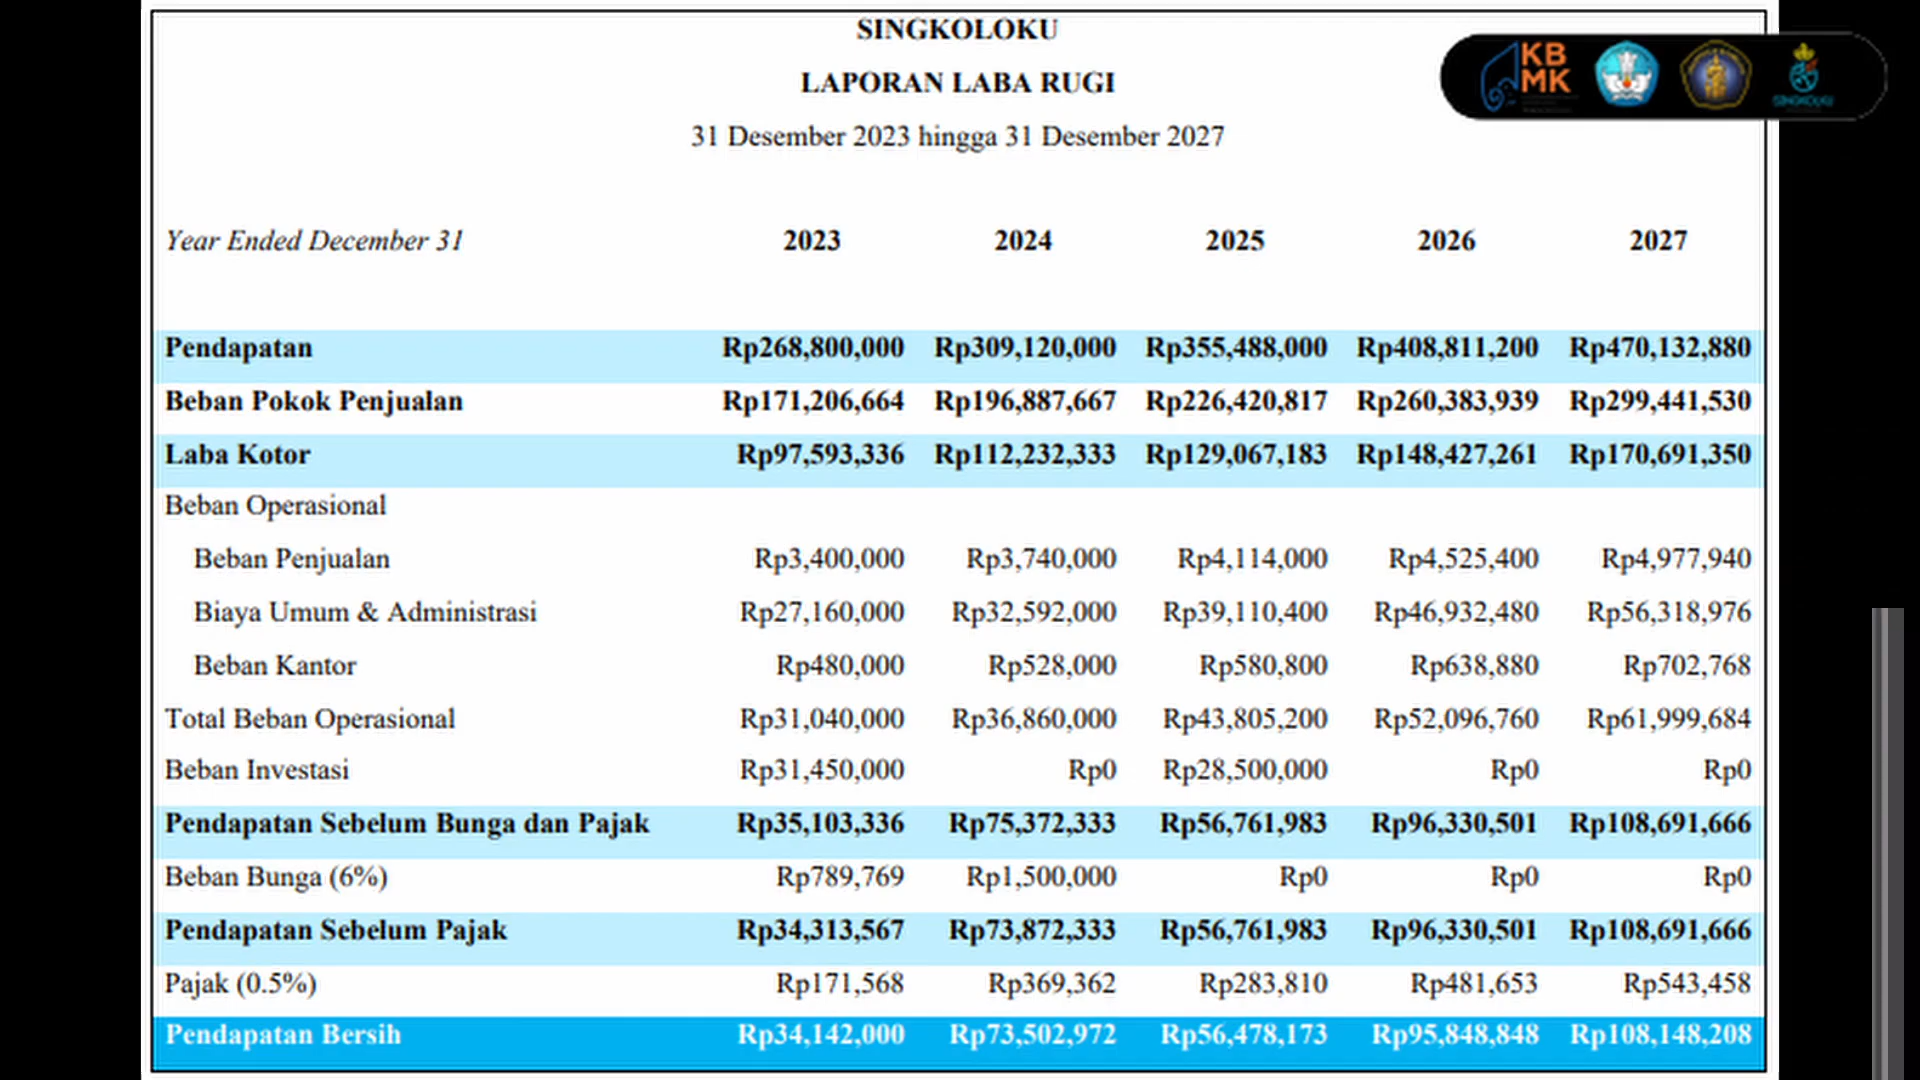 SINGKOLOKU
LAPORAN LABA RUGI
31 Desember 2023 hingga 31 Desember 2027
KB
MK
SINGKOLOKU
Year Ended December 31 2023 2024 2025 2026 2027
Pendapatan Rp268,800,000 Rp309,120,000 Rp355,488,000 Rp408,811,200 Rp470,132,880
Beban Pokok Penjualan Rp171,206,664 Rp196,887,667 Rp226,420,817 Rp260,383,939 Rp299,441,530
Laba Kotor Rp97,593,336 Rp112,232,333 Rp129,067,183 Rp148,427,261 Rp170,691,350
Beban Operasional
Beban Penjualan Rp3,400,000 Rp3,740,000 Rp4,114,000 Rp4,525,400 Rp4,977,940
Biaya Umum & Administrasi Rp27,160,000 Rp32,592,000 Rp39,110,400 Rp46,932,480 Rp56,318,976
Beban Kantor Rp480,000 Rp528,000 Rp580,800 Rp638,880 Rp702,768
Total Beban Operasional Rp31,040,000 Rp36,860,000 Rp43,805,200 Rp52,096,760 Rp61,999,684
Beban Investasi Rp31,450,000 Rp0 Rp28,500,000 Rp0 Rp0
Pendapatan Sebelum Bunga dan Pajak Rp35,103,336 Rp75,372,333 Rp56,761,983 Rp96,330,501 Rp108,691,666
Beban Bunga (6%) Rp789,769 Rp1,500,000 Rp0 Rp0 Rp0
Pendapatan Sebelum Pajak Rp34,313,567 Rp73,872,333 Rp56,761,983 Rp96,330,501 Rp108,691,666
Pajak (0.5%) Rp171,568 Rp369,362 Rp283,810 Rp481,653 Rp543,458
Pendapatan Bersih Rp34,142,000 Rp73,502,972 Rp56,478,173 Rp95,848,848 Rp108,148,208